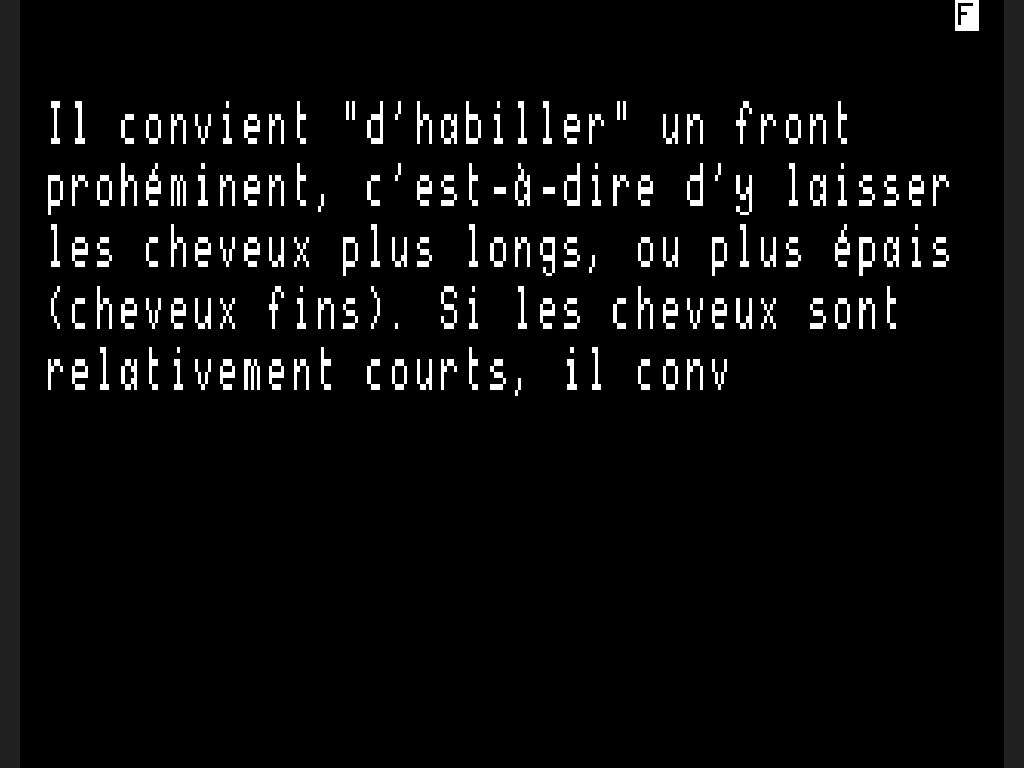 F
Il convient "d'habiller" un front
prohéminent, c'est-à-dire d'y laisser
les cheveux plus longs, ou plus épais
(cheveux fins). Si les cheveux sont
relativement courts, il conv